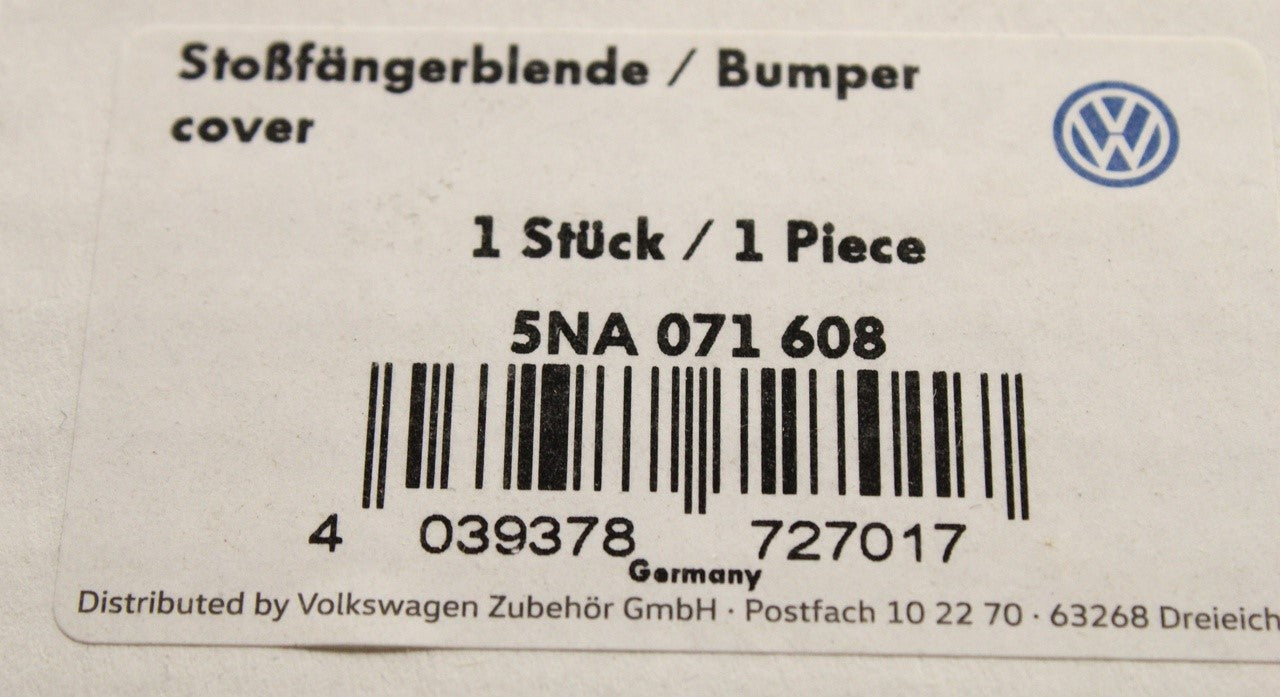 Stoßfängerblende / Bumper
cover
1 Stück / 1 Piece
5NA 071 608
4 039378 727017
Germany
Distributed by Volkswagen Zubehör GmbH · Postfach 10 22 70 · 63268 Dreieich